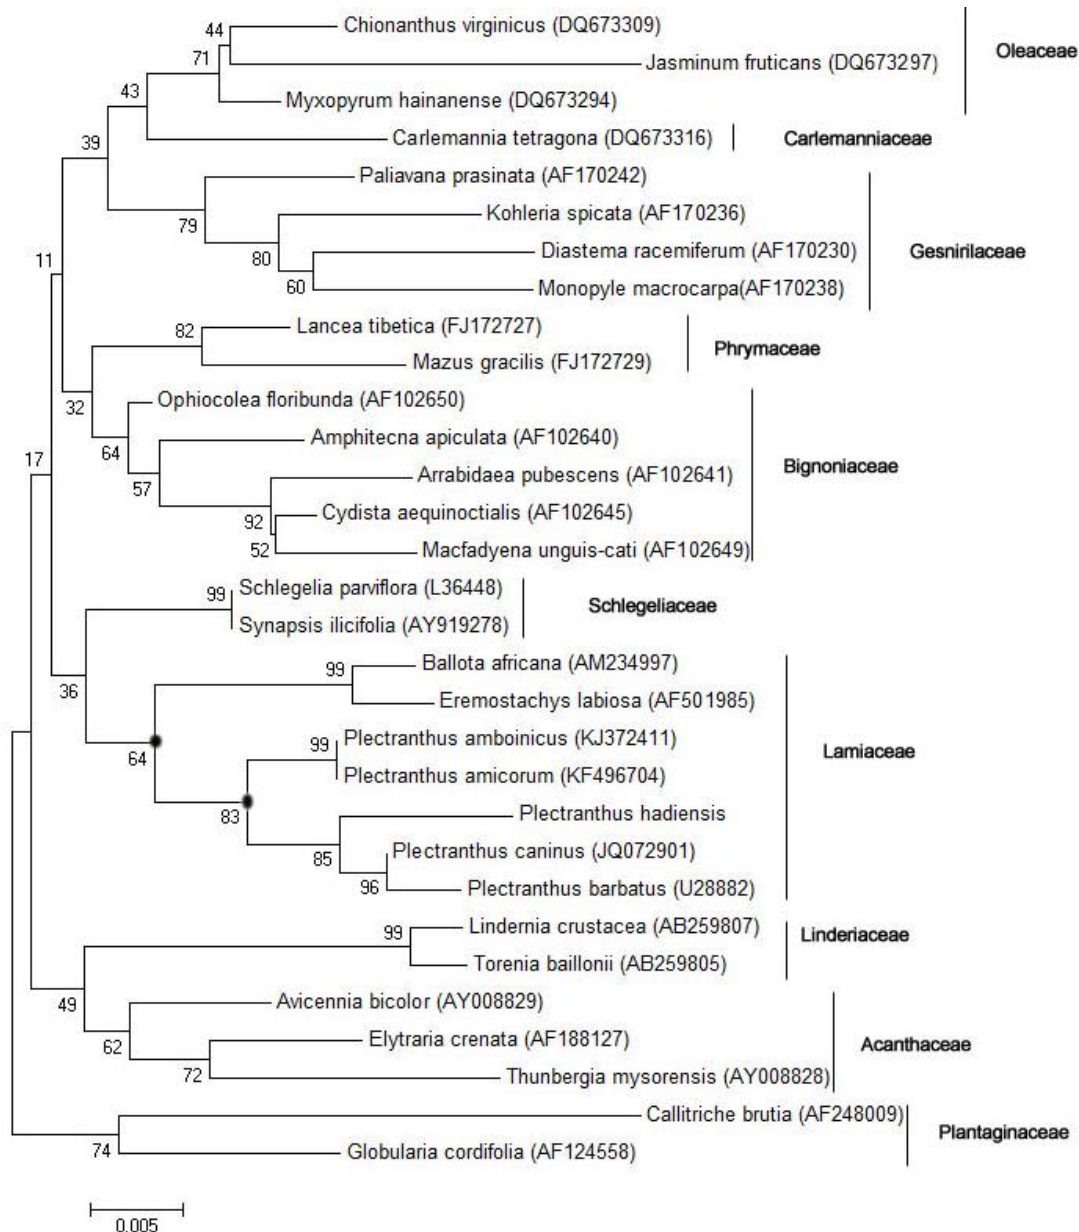 44
Chionanthus virginicus (DQ673309)
Oleaceae
71
Jasminum fruticans (DQ673297)
43
Myxopyrum hainanense (DQ673294)
39
Carlemannia tetragona (DQ673316)
Carlemanniaceae
Paliavana prasinata (AF170242)
79
Kohleria spicata (AF170236)
11
80
Diastema racemiferum (AF170230)
Gesnirilaceae
60
Monopyle macrocarpa(AF170238)
82
Lancea tibetica (FJ172727)
Phrymaceae
Mazus gracilis (FJ172729)
32
Ophiocolea floribunda (AF102650)
64
Amphitecna apiculata (AF102640)
17
57
Arrabidaea pubescens (AF102641)
Bignoniaceae
92
Cydista aequinoctialis (AF102645)
52
Macfadyena unguis-cati (AF102649)
99
Schlegelia parviflora (L36448)
Schlegeliaceae
Synapsis ilicifolia (AY919278)
36
99
Ballota africana (AM234997)
Eremostachys labiosa (AF501985)
64
99
Plectranthus amboinicus (KJ372411)
Lamiaceae
Plectranthus amicorum (KF496704)
83
Plectranthus hadiensis
85
Plectranthus caninus (JQ072901)
96
Plectranthus barbatus (U28882)
99
Lindernia crustacea (AB259807)
Linderiaceae
Torenia baillonii (AB259805)
49
Avicennia bicolor (AY008829)
62
Elytraria crenata (AF188127)
Acanthaceae
72
Thunbergia mysorensis (AY008828)
Callitriche brutia (AF248009)
Plantaginaceae
74
Globularia cordifolia (AF124558)
0.005